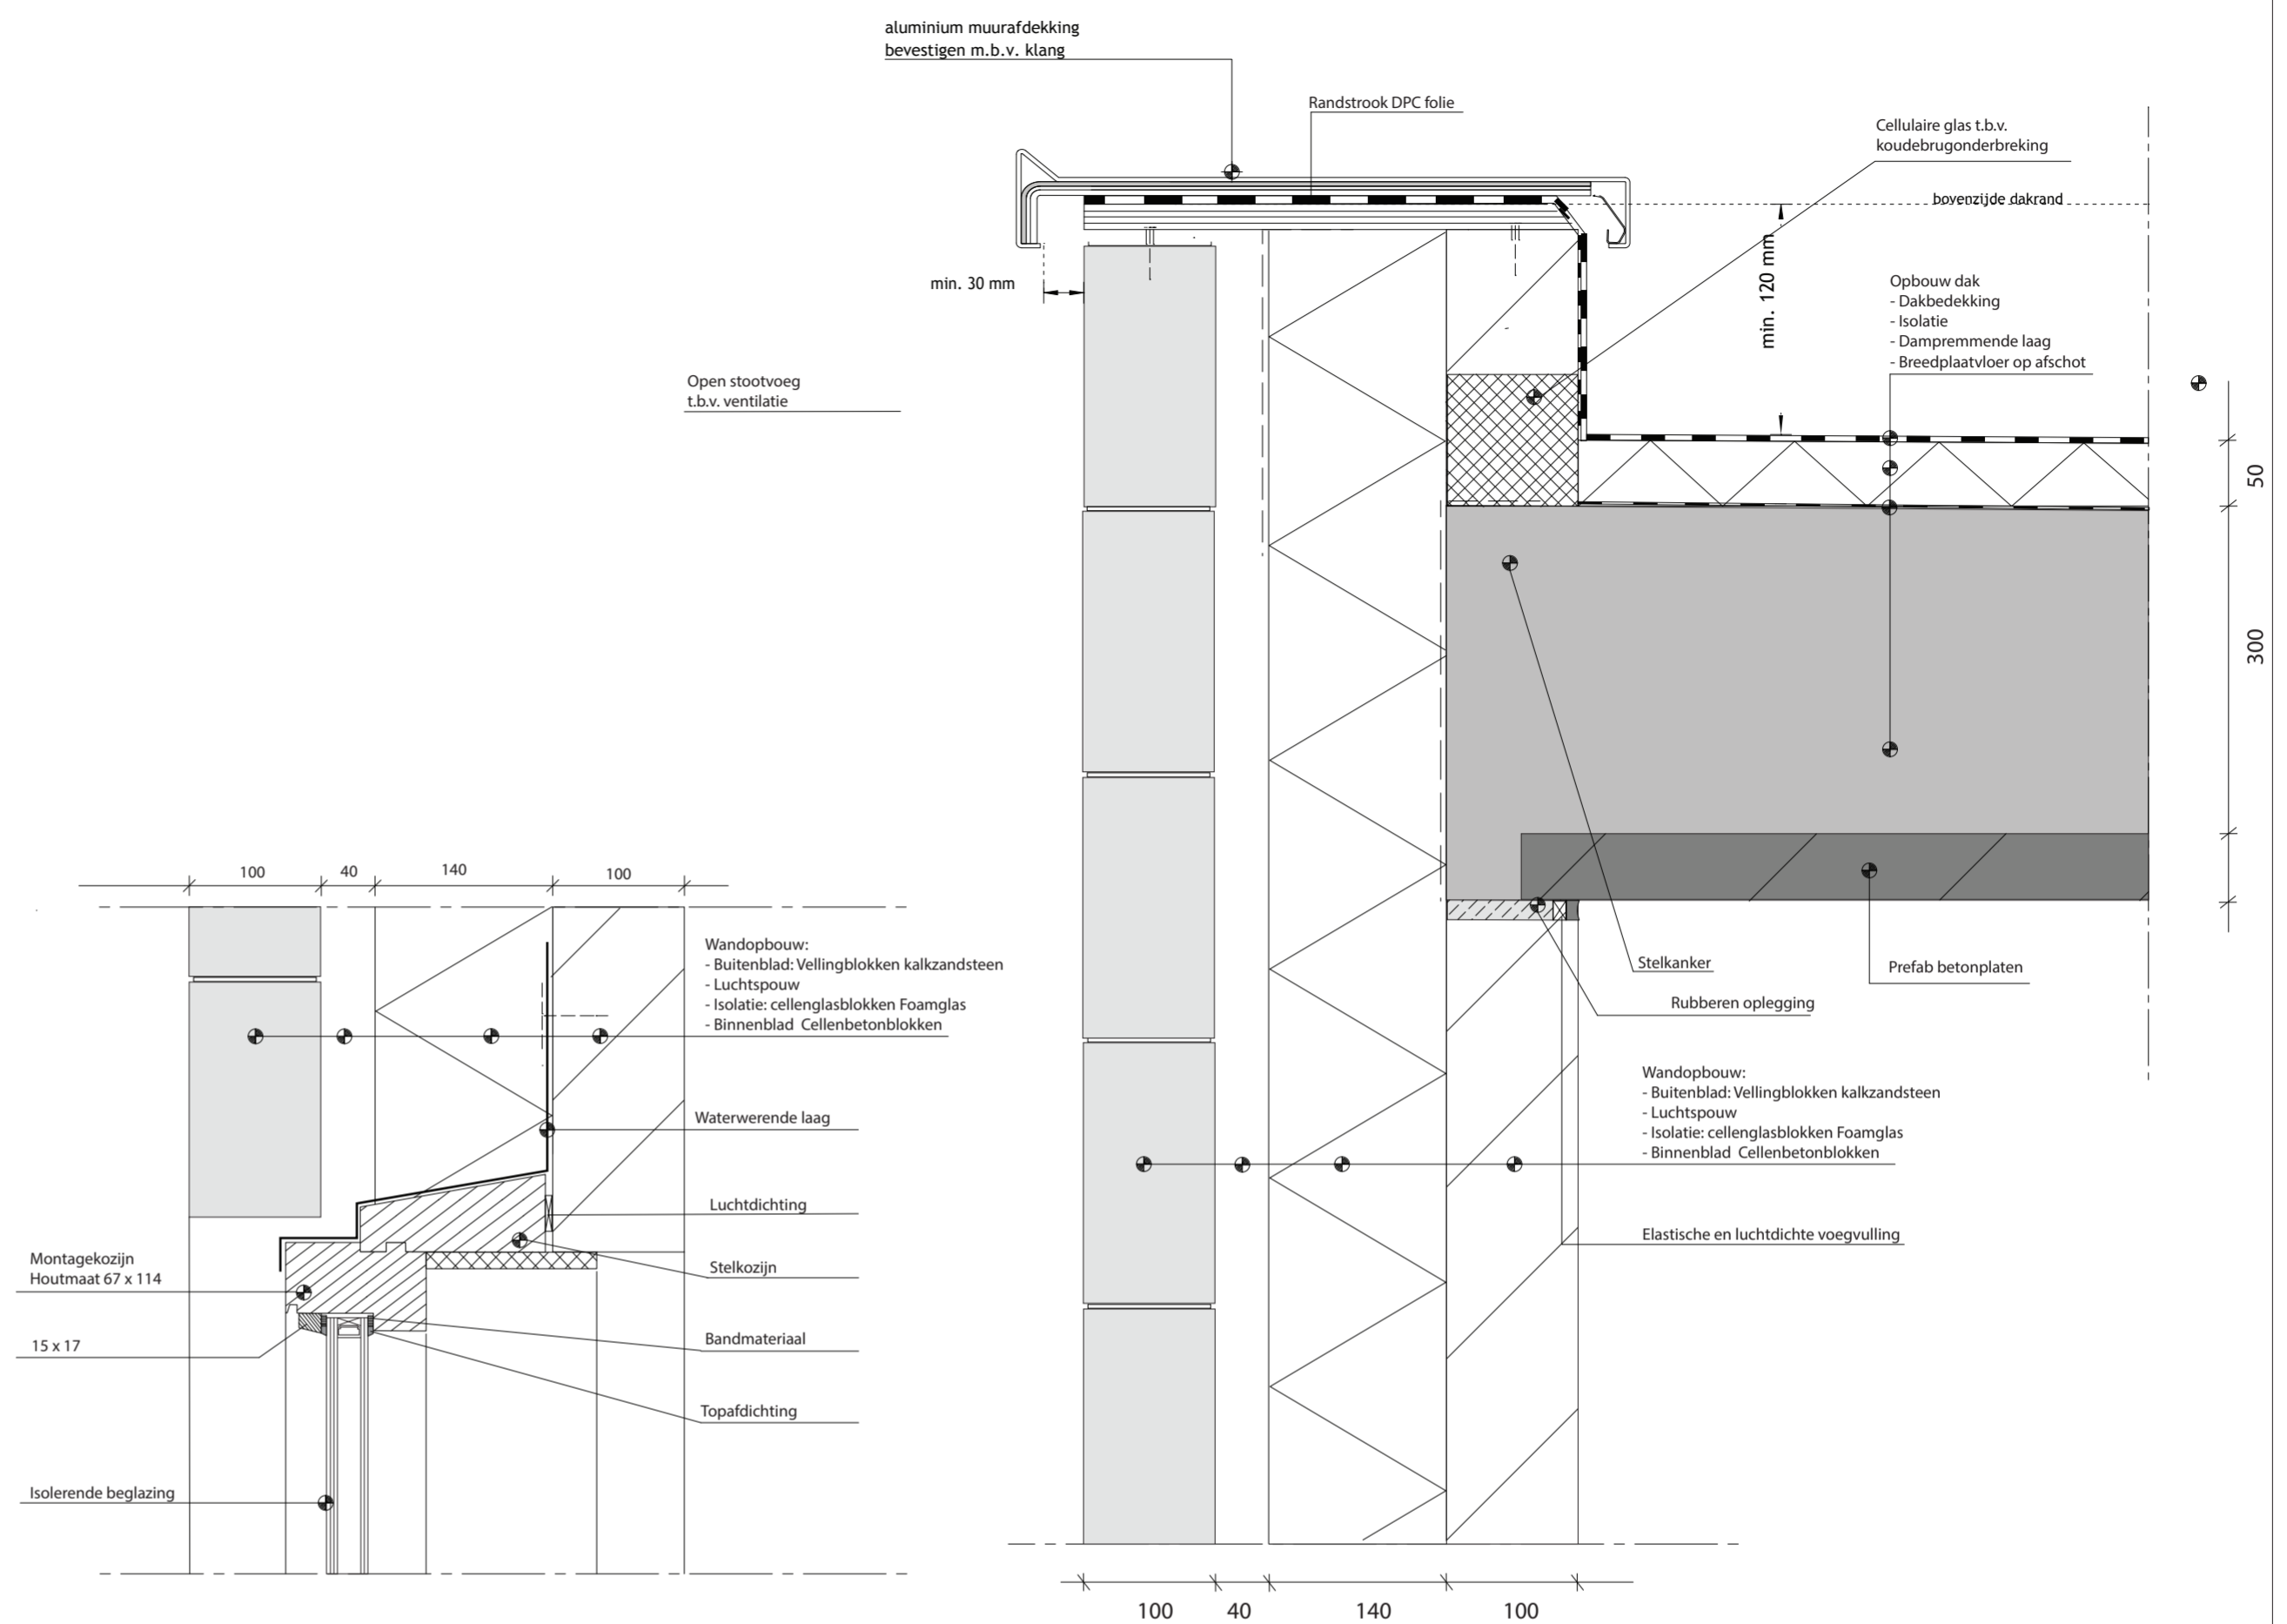 aluminium muurafdekking
bevestigen m.b.v. klang
Randstrook DPC folie
Cellulaire glas t.b.v.
koudebrugonderbreking
bovenzijde dakrand
min. 30 mm
min. 120 mm
Opbouw dak
- Dakbedekking
- Isolatie
- Dampremmende laag
- Breedplaatvloer op afschot
Open stootvoeg
t.b.v. ventilatie
50
300
100
40
140
100
Wandopbouw:
- Buitenblad: Vellingblokken kalkzandsteen
- Luchtspouw
- Isolatie: cellenglasblokken Foamglas
- Binnenblad Cellenbetonblokken
Waterwerende laag
Luchtdichting
Stelkozijn
Montagekozijn
Houtmaat 67 x 114
15 x 17
Bandmateriaal
Topafdichting
Isolerende beglazing
Stelkanker
Prefab betonplaten
Rubberen oplegging
Wandopbouw:
- Buitenblad: Vellingblokken kalkzandsteen
- Luchtspouw
- Isolatie: cellenglasblokken Foamglas
- Binnenblad Cellenbetonblokken
Elastische en luchtdichte voegvulling
100
40
140
100